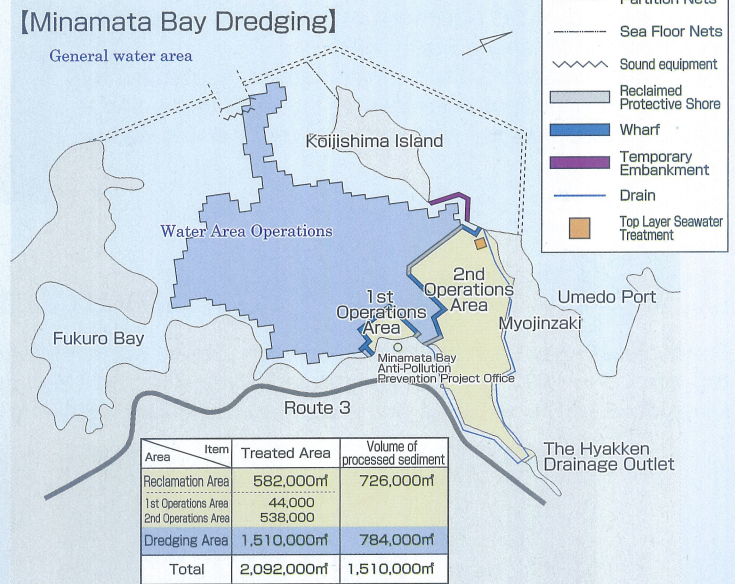 【Minamata Bay Dredging】
General water area
Partition Nets
Sea Floor Nets
Sound equipment
Reclaimed
Protective Shore
Wharf
Temporary
Embankment
Drain
Top Layer Seawater
Treatment
Koijishima Island
Water Area Operations
2nd
Operations
Area
1st
Operations
Area
Umedo Port
Myojinzaki
Fukuro Bay
Minamata Bay
Anti-Pollution
Prevention Project Office
Route 3
The Hyakken
Drainage Outlet
Item
Area
Treated Area
Volume of
processed sediment
Reclamation Area 582,000㎡ 726,000㎥
1st Operations Area 44,000
2nd Operations Area 538,000
Dredging Area 1,510,000㎡ 784,000㎥
Total 2,092,000㎡ 1,510,000㎥